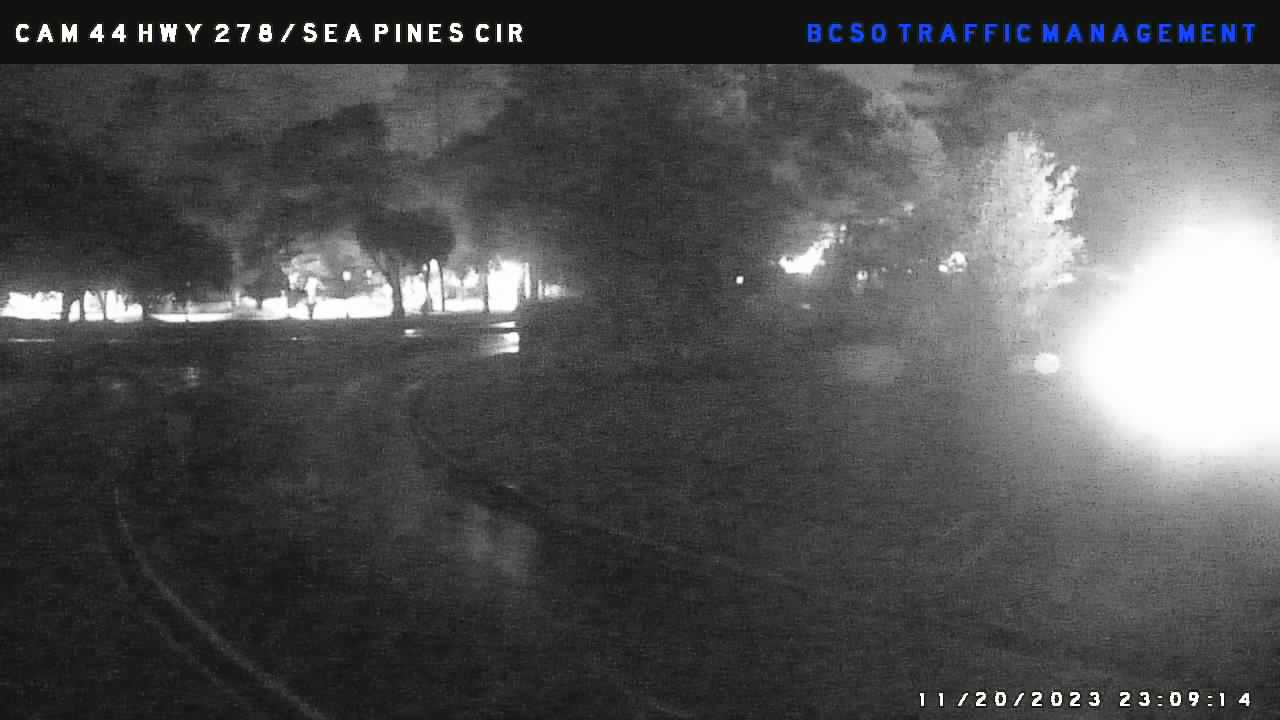 CAM 44 HWY 278/SEA PINES CIR
BCSO TRAFFIC MANAGEMENT
11/20/2023 23:09:14